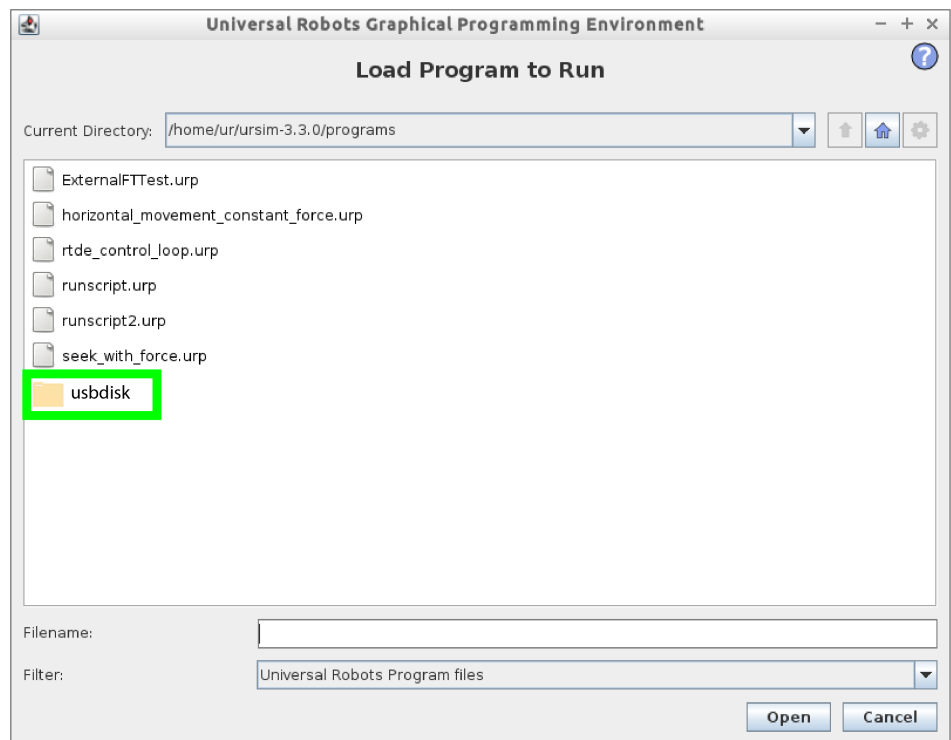 Universal Robots Graphical Programming Environment
Load Program to Run
?
Current Directory: /home/ur/ursim-3.3.0/programs
ExternalFTTest.urp
horizontal_movement_constant_force.urp
rtde_control_loop.urp
runscript.urp
runscript2.urp
seek_with_force.urp
usbdisk
Filename:
Filter: Universal Robots Program files
Open Cancel